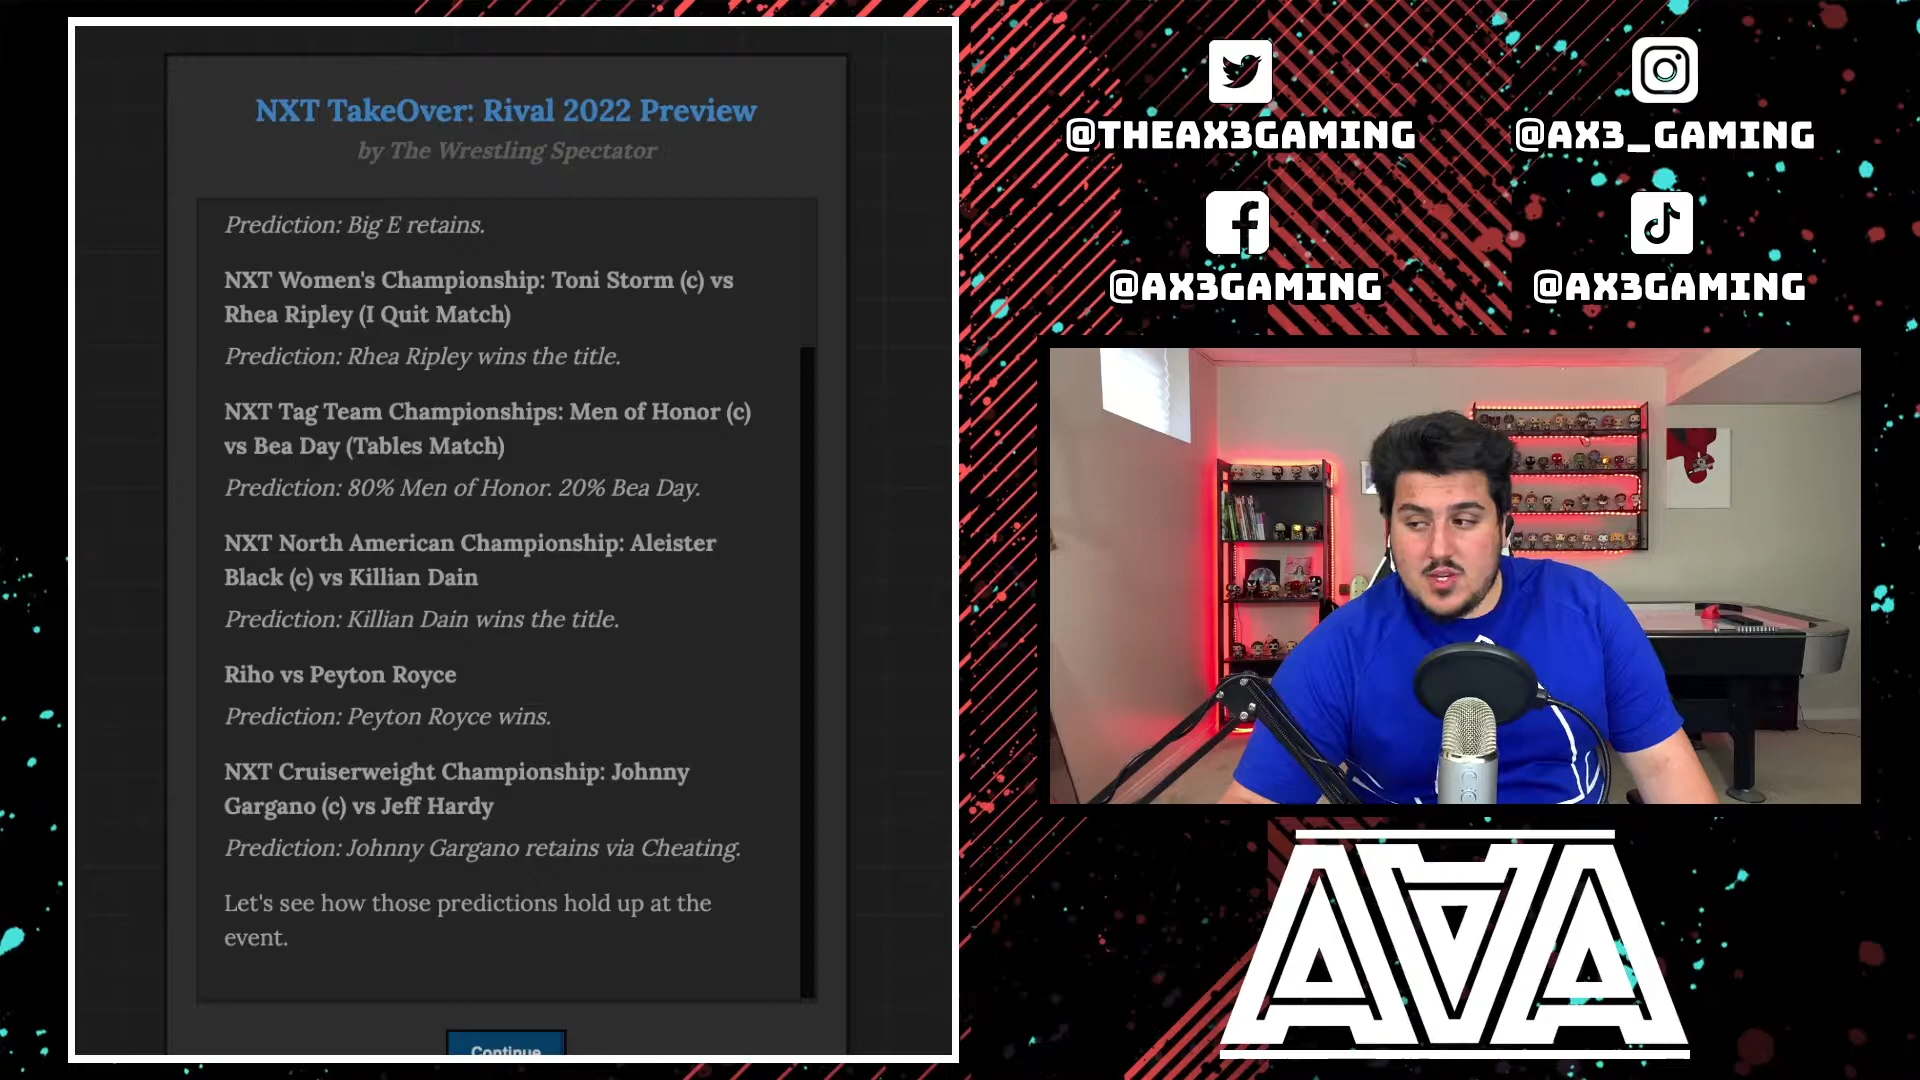 NXT TakeOver: Rival 2022 Preview
by The Wrestling Spectator
Prediction: Big E retains.
NXT Women's Championship: Toni Storm (c) vs
Rhea Ripley (I Quit Match)
Prediction: Rhea Ripley wins the title.
NXT Tag Team Championships: Men of Honor (c)
vs Bea Day (Tables Match)
Prediction: 80% Men of Honor. 20% Bea Day.
NXT North American Championship: Aleister
Black (c) vs Killian Dain
Prediction: Killian Dain wins the title.
Riho vs Peyton Royce
Prediction: Peyton Royce wins.
NXT Cruiserweight Championship: Johnny
Gargano (c) vs Jeff Hardy
Prediction: Johnny Gargano retains via Cheating.
Let's see how those predictions hold up at the
event.
Continue
@THEAX3GAMING
@AX3_GAMING
@AX3GAMING
@AX3GAMING